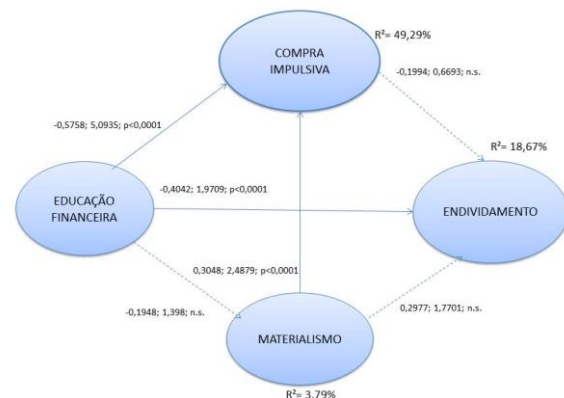 R²= 49,29%
COMPRA
IMPULSIVA
-0,1994; 0,6693; n.s.
-0,5758; 5,0935; p<0,0001
R²= 18,67%
-0,4042; 1,9709; p<0,0001
EDUCAÇÃO
FINANCEIRA
ENDIVIDAMENTO
0,3048; 2,4879; p<0,0001
-0,1948; 1,398; n.s.
0,2977; 1,7701; n.s.
MATERIALISMO
R²= 3,79%